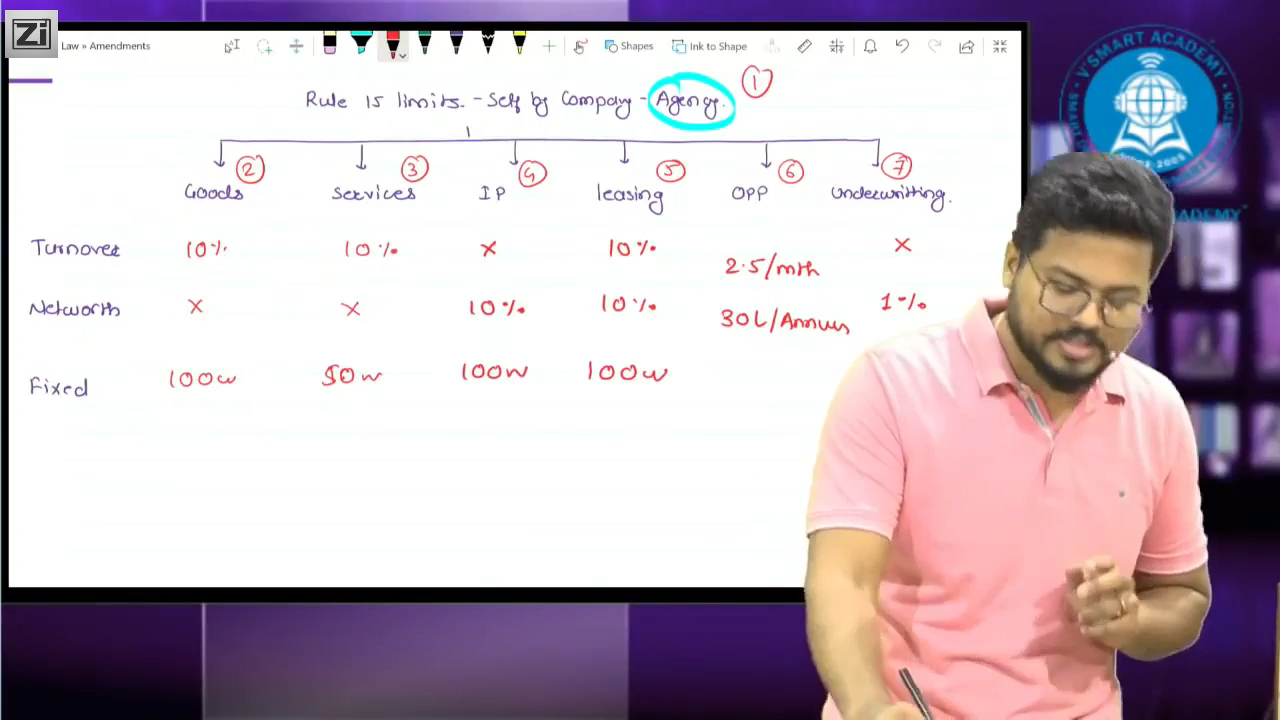 Zi
Law » Amendments
Shapes
Ink to Shape
Rule 15 limits. - Self by Company - Agency. 1
2 3 4 5 6 7
Goods Services IP leasing OPP Underwritting.
Turnover 10% 10% x 10% 2.5/mth x
Networth x x 10% 10% 30L/Annum 1%
Fixed 100w 50w 100w 100w
V'SMART ACADEMY